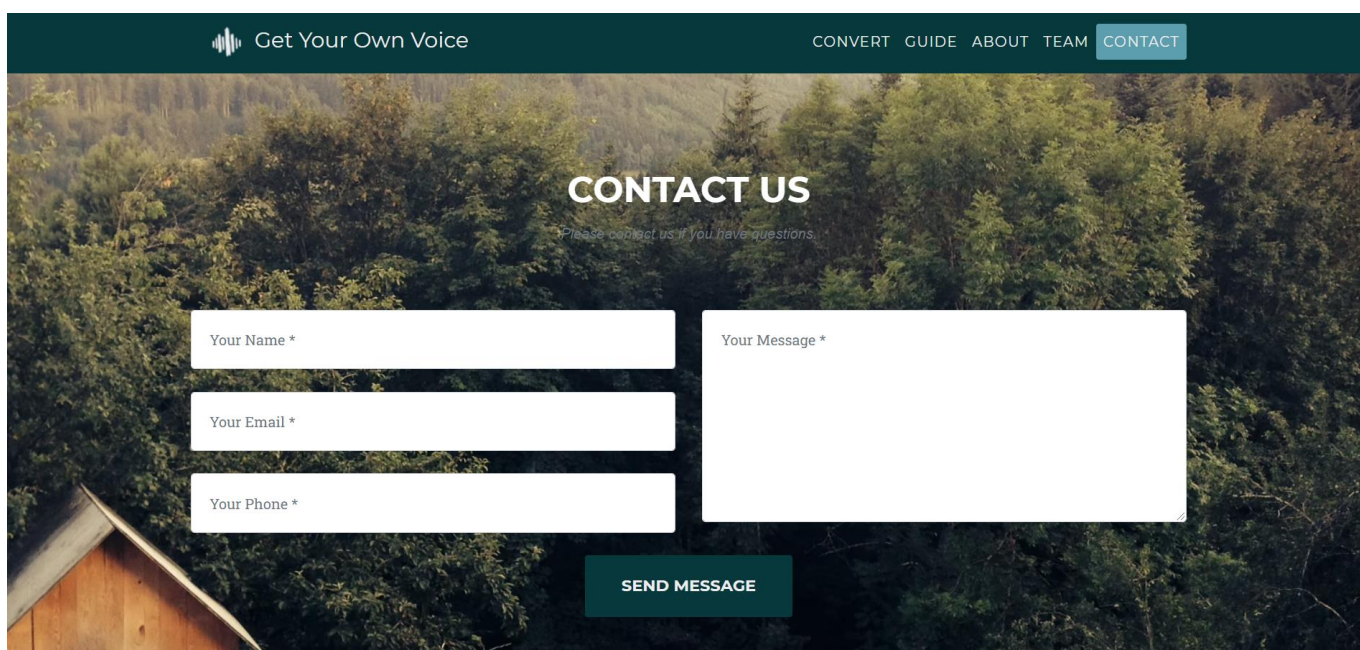 Get Your Own Voice
CONVERT GUIDE ABOUT TEAM CONTACT
CONTACT US
Please contact us if you have questions.
Your Name *
Your Message *
Your Email *
Your Phone *
SEND MESSAGE